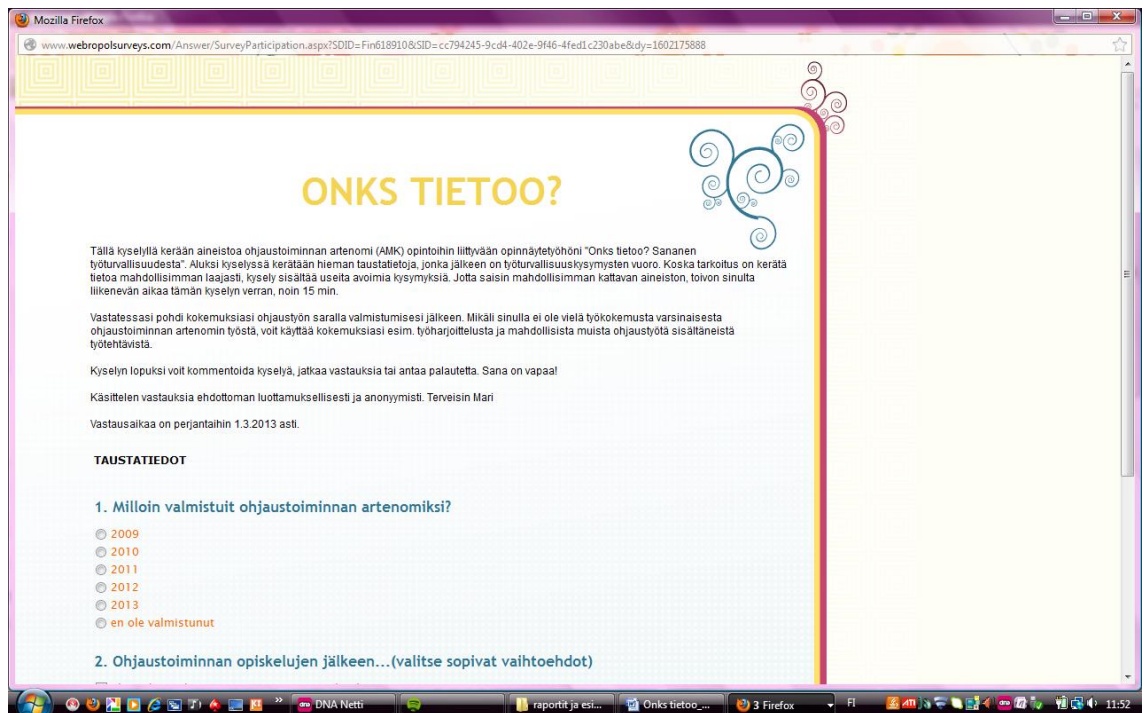 Mozilla Firefox
www.webropolsurveys.com/Answer/SurveyParticipation.aspx?SDID=Fin618910&SID=cc794245-9cd4-402e-9f46-4fed1c230abe&dy=1602175888
ONKS TIETOO?
Tällä kyselyllä kerään aineistoa ohjaustoiminnan artenomi (AMK) opintoihin liittyvään opinnäytetyöhöni "Onks tietoo? Sananen
työturvallisuudesta". Aluksi kyselyssä kerätään hieman taustatietoja, jonka jälkeen on työturvallisuuskysymysten vuoro. Koska tarkoitus on kerätä
tietoa mahdollisimman laajasti, kysely sisältää useita avoimia kysymyksiä. Jotta saisin mahdollisimman kattavan aineiston, toivon sinulta
liikenevän aikaa tämän kyselyn verran, noin 15 min.
Vastatessasi pohdi kokemuksiasi ohjaustyön saralla valmistumisesi jälkeen. Mikäli sinulla ei ole vielä työkokemusta varsinaisesta
ohjaustoiminnan artenomin työstä, voit käyttää kokemuksiasi esim. työharjoittelusta ja mahdollisista muista ohjaustyötä sisältäneistä
työtehtävistä.
Kyselyn lopuksi voit kommentoida kyselyä, jatkaa vastauksia tai antaa palautetta. Sana on vapaa!
Käsittelen vastauksia ehdottoman luottamuksellisesti ja anonyymisti. Terveisin Mari
Vastausaikaa on perjantaihin 1.3.2013 asti.
TAUSTATIEDOT
1. Milloin valmistuit ohjaustoiminnan artenomiksi?
2009
2010
2011
2012
2013
en ole valmistunut
2. Ohjaustoiminnan opiskelujen jälkeen...(valitse sopivat vaihtoehdot)
DNA Netti
raportit ja esi...
Onks tietoo_...
3 Firefox
FI
11:52